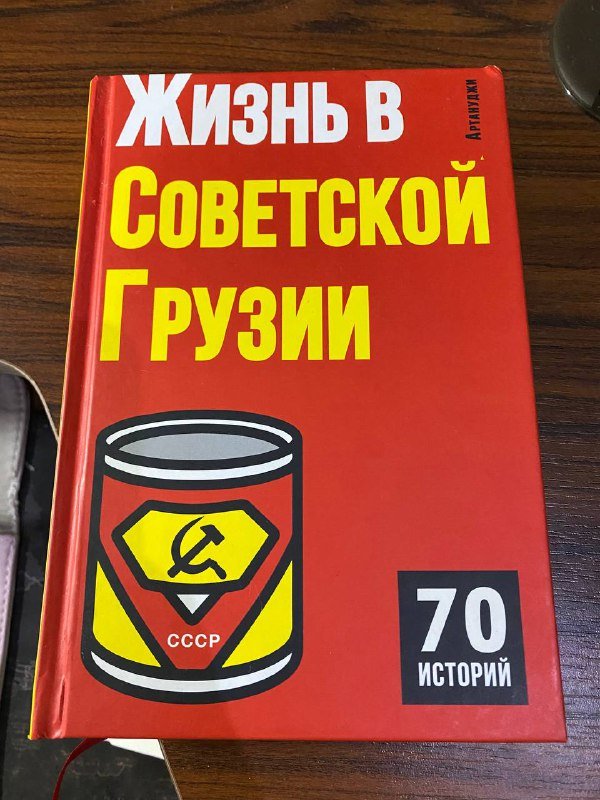 Жизнь в
Советской
Грузии
Артануджи
СССР
70
историй